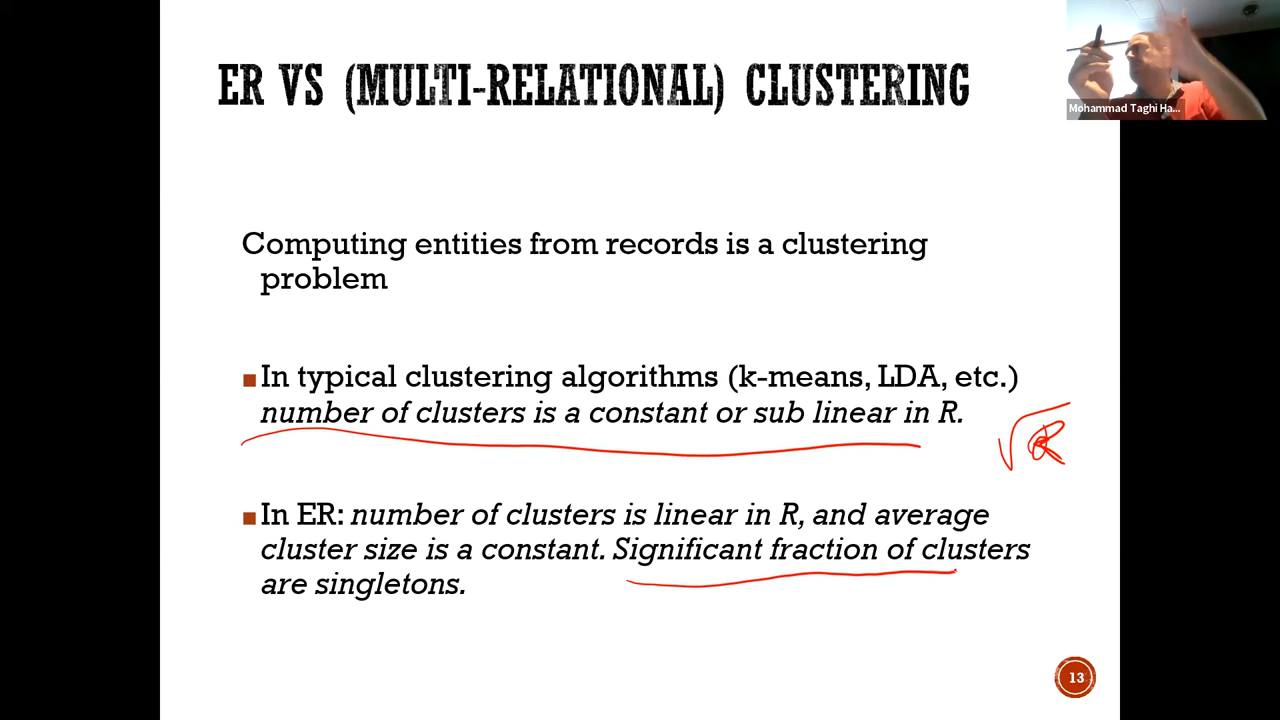 ER VS (MULTI-RELATIONAL) CLUSTERING
Mohammad Taghi Ha...
Computing entities from records is a clustering
problem
■ In typical clustering algorithms (k-means, LDA, etc.)
number of clusters is a constant or sub linear in R.
√R
■ In ER: number of clusters is linear in R, and average
cluster size is a constant. Significant fraction of clusters
are singletons.
13